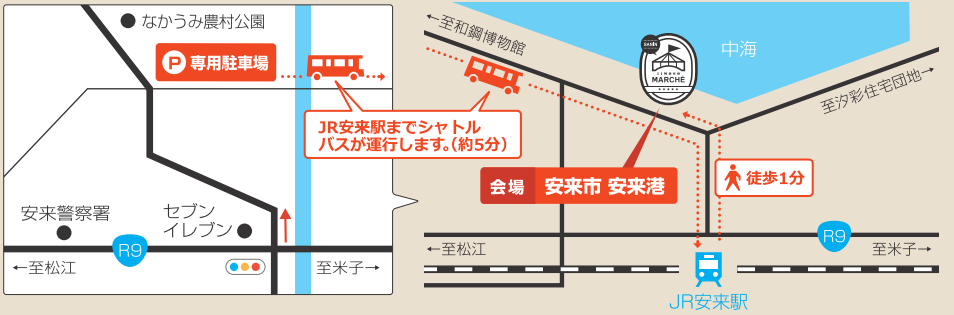 なかうみ農村公園
P 専用駐車場
JR安来駅までシャトル
バスが運行します。(約5分)
安来警察署
セブン
イレブン
R9
←至松江
至米子→
←至和鋼博物館
中海
MARCHE
至汐彩住宅団地→
会場 安来市 安来港
徒歩1分
R9
←至松江
至米子→
JR安来駅